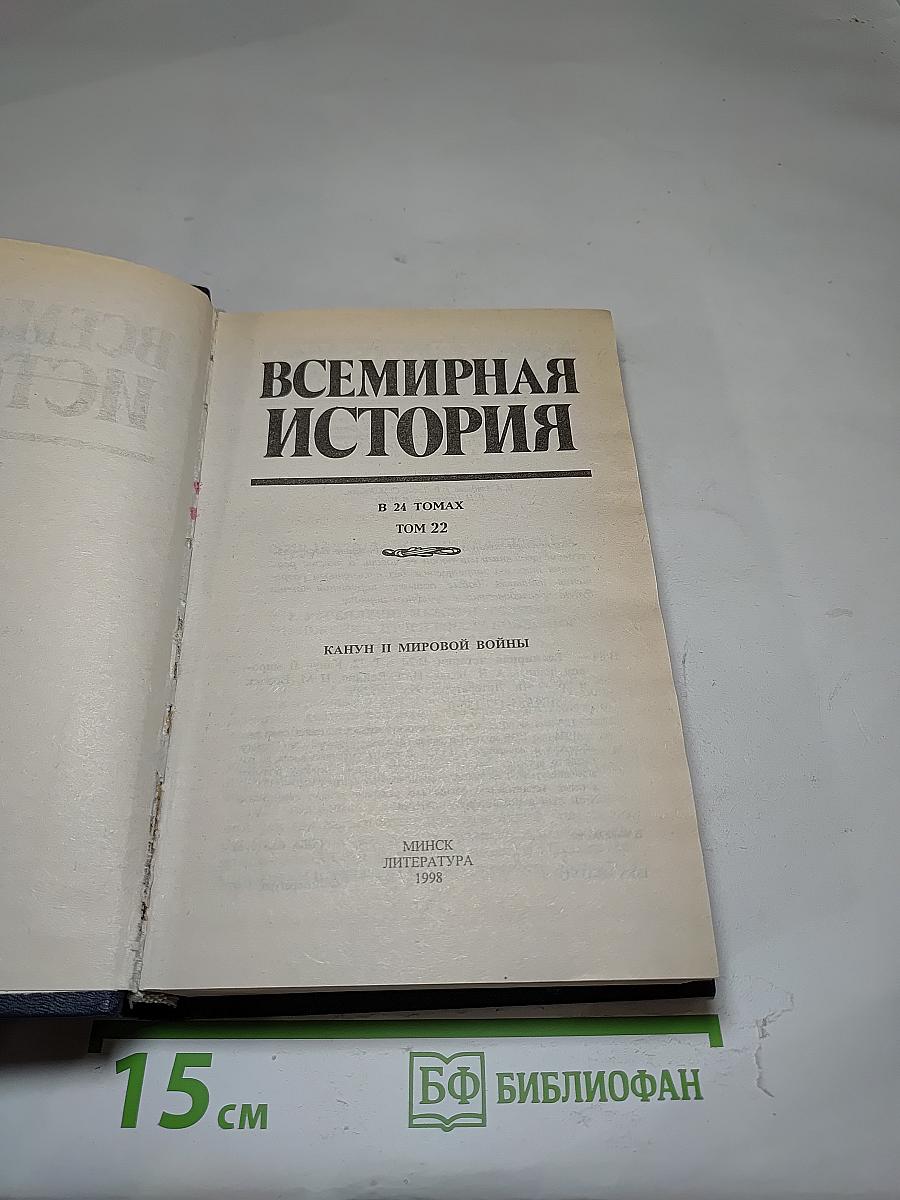 ВСЕМИРНАЯ
ИСТОРИЯ
В 24 ТОМАХ
ТОМ 22
КАНУН II МИРОВОЙ ВОЙНЫ
МИНСК
ЛИТЕРАТУРА
1998
15 см
БФ БИБЛИОФАН